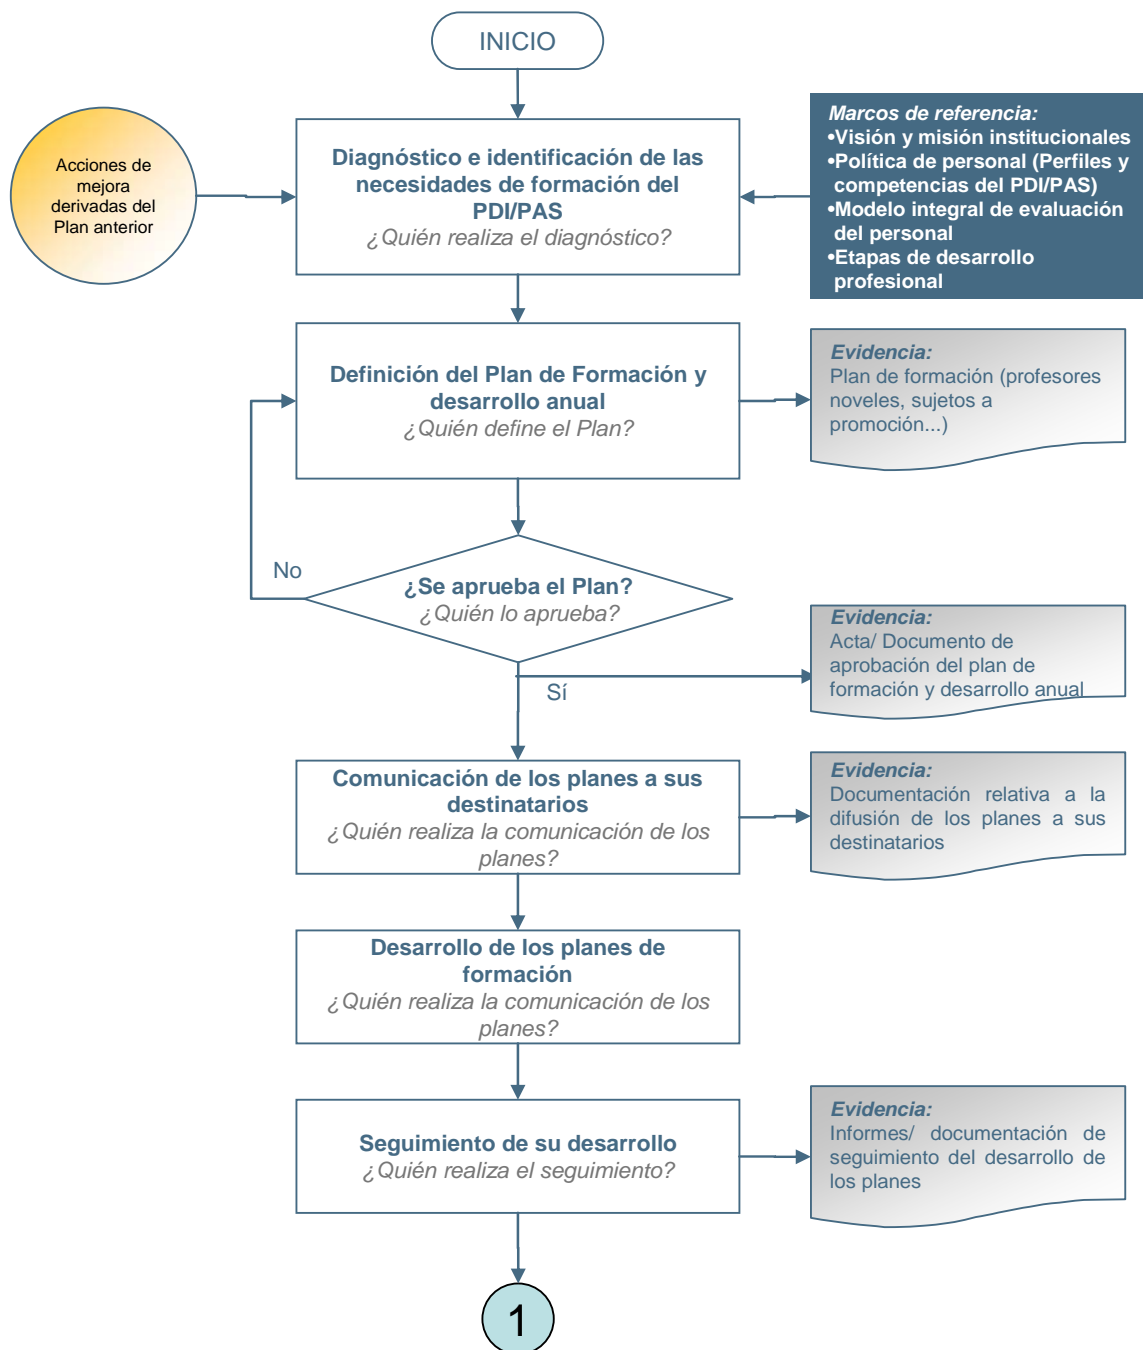 INICIO
Acciones de
mejora
derivadas del
Plan anterior
Diagnóstico e identificación de las
necesidades de formación del
PDI/PAS
¿Quién realiza el diagnóstico?
Marcos de referencia:
•Visión y misión institucionales
•Política de personal (Perfiles y
competencias del PDI/PAS)
•Modelo integral de evaluación
del personal
•Etapas de desarrollo
profesional
Definición del Plan de Formación y
desarrollo anual
¿Quién define el Plan?
Evidencia:
Plan de formación (profesores
noveles, sujetos a
promoción...)
No
¿Se aprueba el Plan?
¿Quién lo aprueba?
Sí
Evidencia:
Acta/ Documento de
aprobación del plan de
formación y desarrollo anual
Comunicación de los planes a sus
destinatarios
¿Quién realiza la comunicación de los
planes?
Evidencia:
Documentación relativa a la
difusión de los planes a sus
destinatarios
Desarrollo de los planes de
formación
¿Quién realiza la comunicación de los
planes?
Seguimiento de su desarrollo
¿Quién realiza el seguimiento?
Evidencia:
Informes/ documentación de
seguimiento del desarrollo de
los planes
1